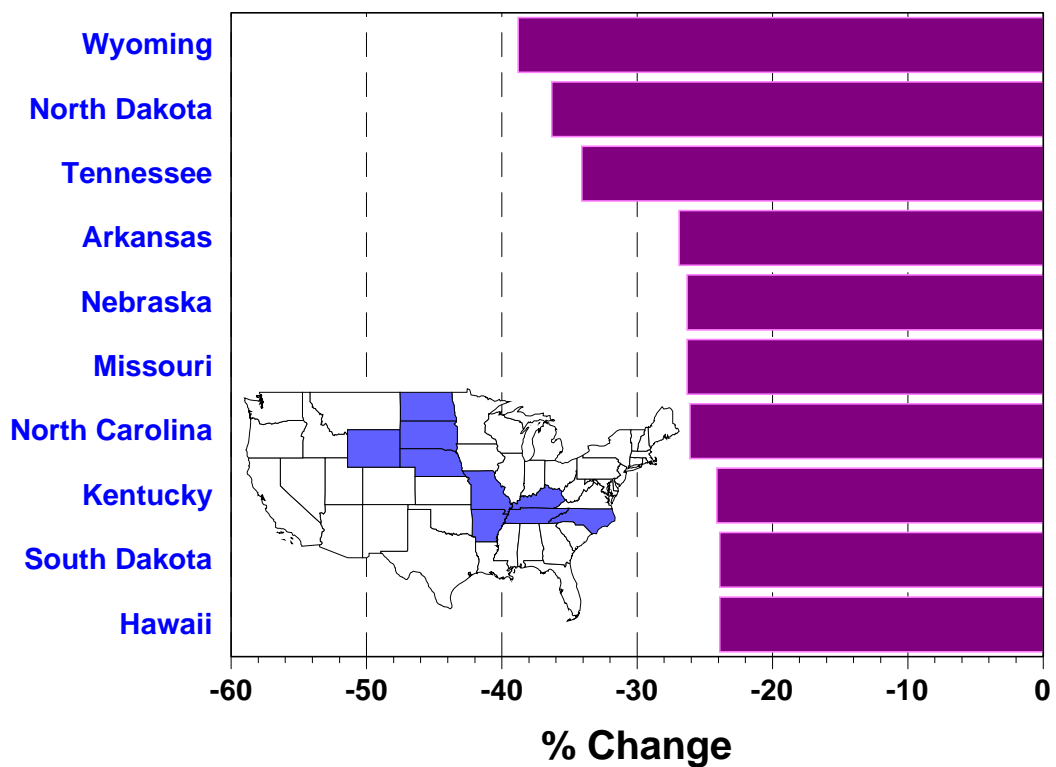 Wyoming
North Dakota
Tennessee
Arkansas
Nebraska
Missouri
North Carolina
Kentucky
South Dakota
Hawaii
-60 -50 -40 -30 -20 -10 0
% Change